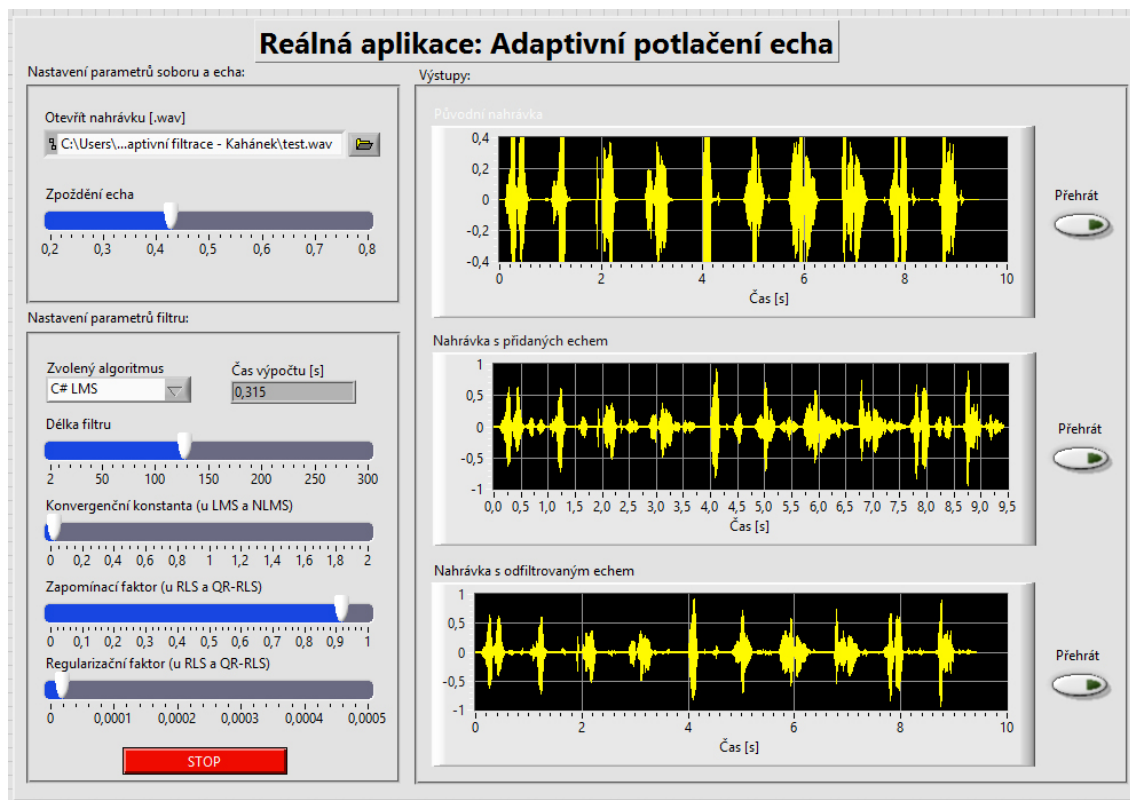 Reálná aplikace: Adaptivní potlačení echa
Nastavení parametrů soboru a echa:
Otevřít nahrávku [.wav]
C:\Users\...aptivní filtrace - Kahánek\test.wav
Zpoždění echa
0,2 0,3 0,4 0,5 0,6 0,7 0,8
Nastavení parametrů filtru:
Zvolený algoritmus
C# LMS
Čas výpočtu [s]
0,315
Délka filtru
2 50 100 150 200 250 300
Konvergenční konstanta (u LMS a NLMS)
0 0,2 0,4 0,6 0,8 1 1,2 1,4 1,6 1,8 2
Zapomínací faktor (u RLS a QR-RLS)
0 0,1 0,2 0,3 0,4 0,5 0,6 0,7 0,8 0,9 1
Regularizační faktor (u RLS a QR-RLS)
0 0,0001 0,0002 0,0003 0,0004 0,0005
STOP
Výstupy:
Původní nahrávka
0,4
0,2
0
-0,2
-0,4
0 2 4 6 8 10
Čas [s]
Přehrát
Nahrávka s přidaných echem
1
0,5
0
-0,5
-1
0,0 0,5 1,0 1,5 2,0 2,5 3,0 3,5 4,0 4,5 5,0 5,5 6,0 6,5 7,0 7,5 8,0 8,5 9,0 9,5
Čas [s]
Přehrát
Nahrávka s odfiltrovaným echem
1
0,5
0
-0,5
-1
0 2 4 6 8 10
Čas [s]
Přehrát